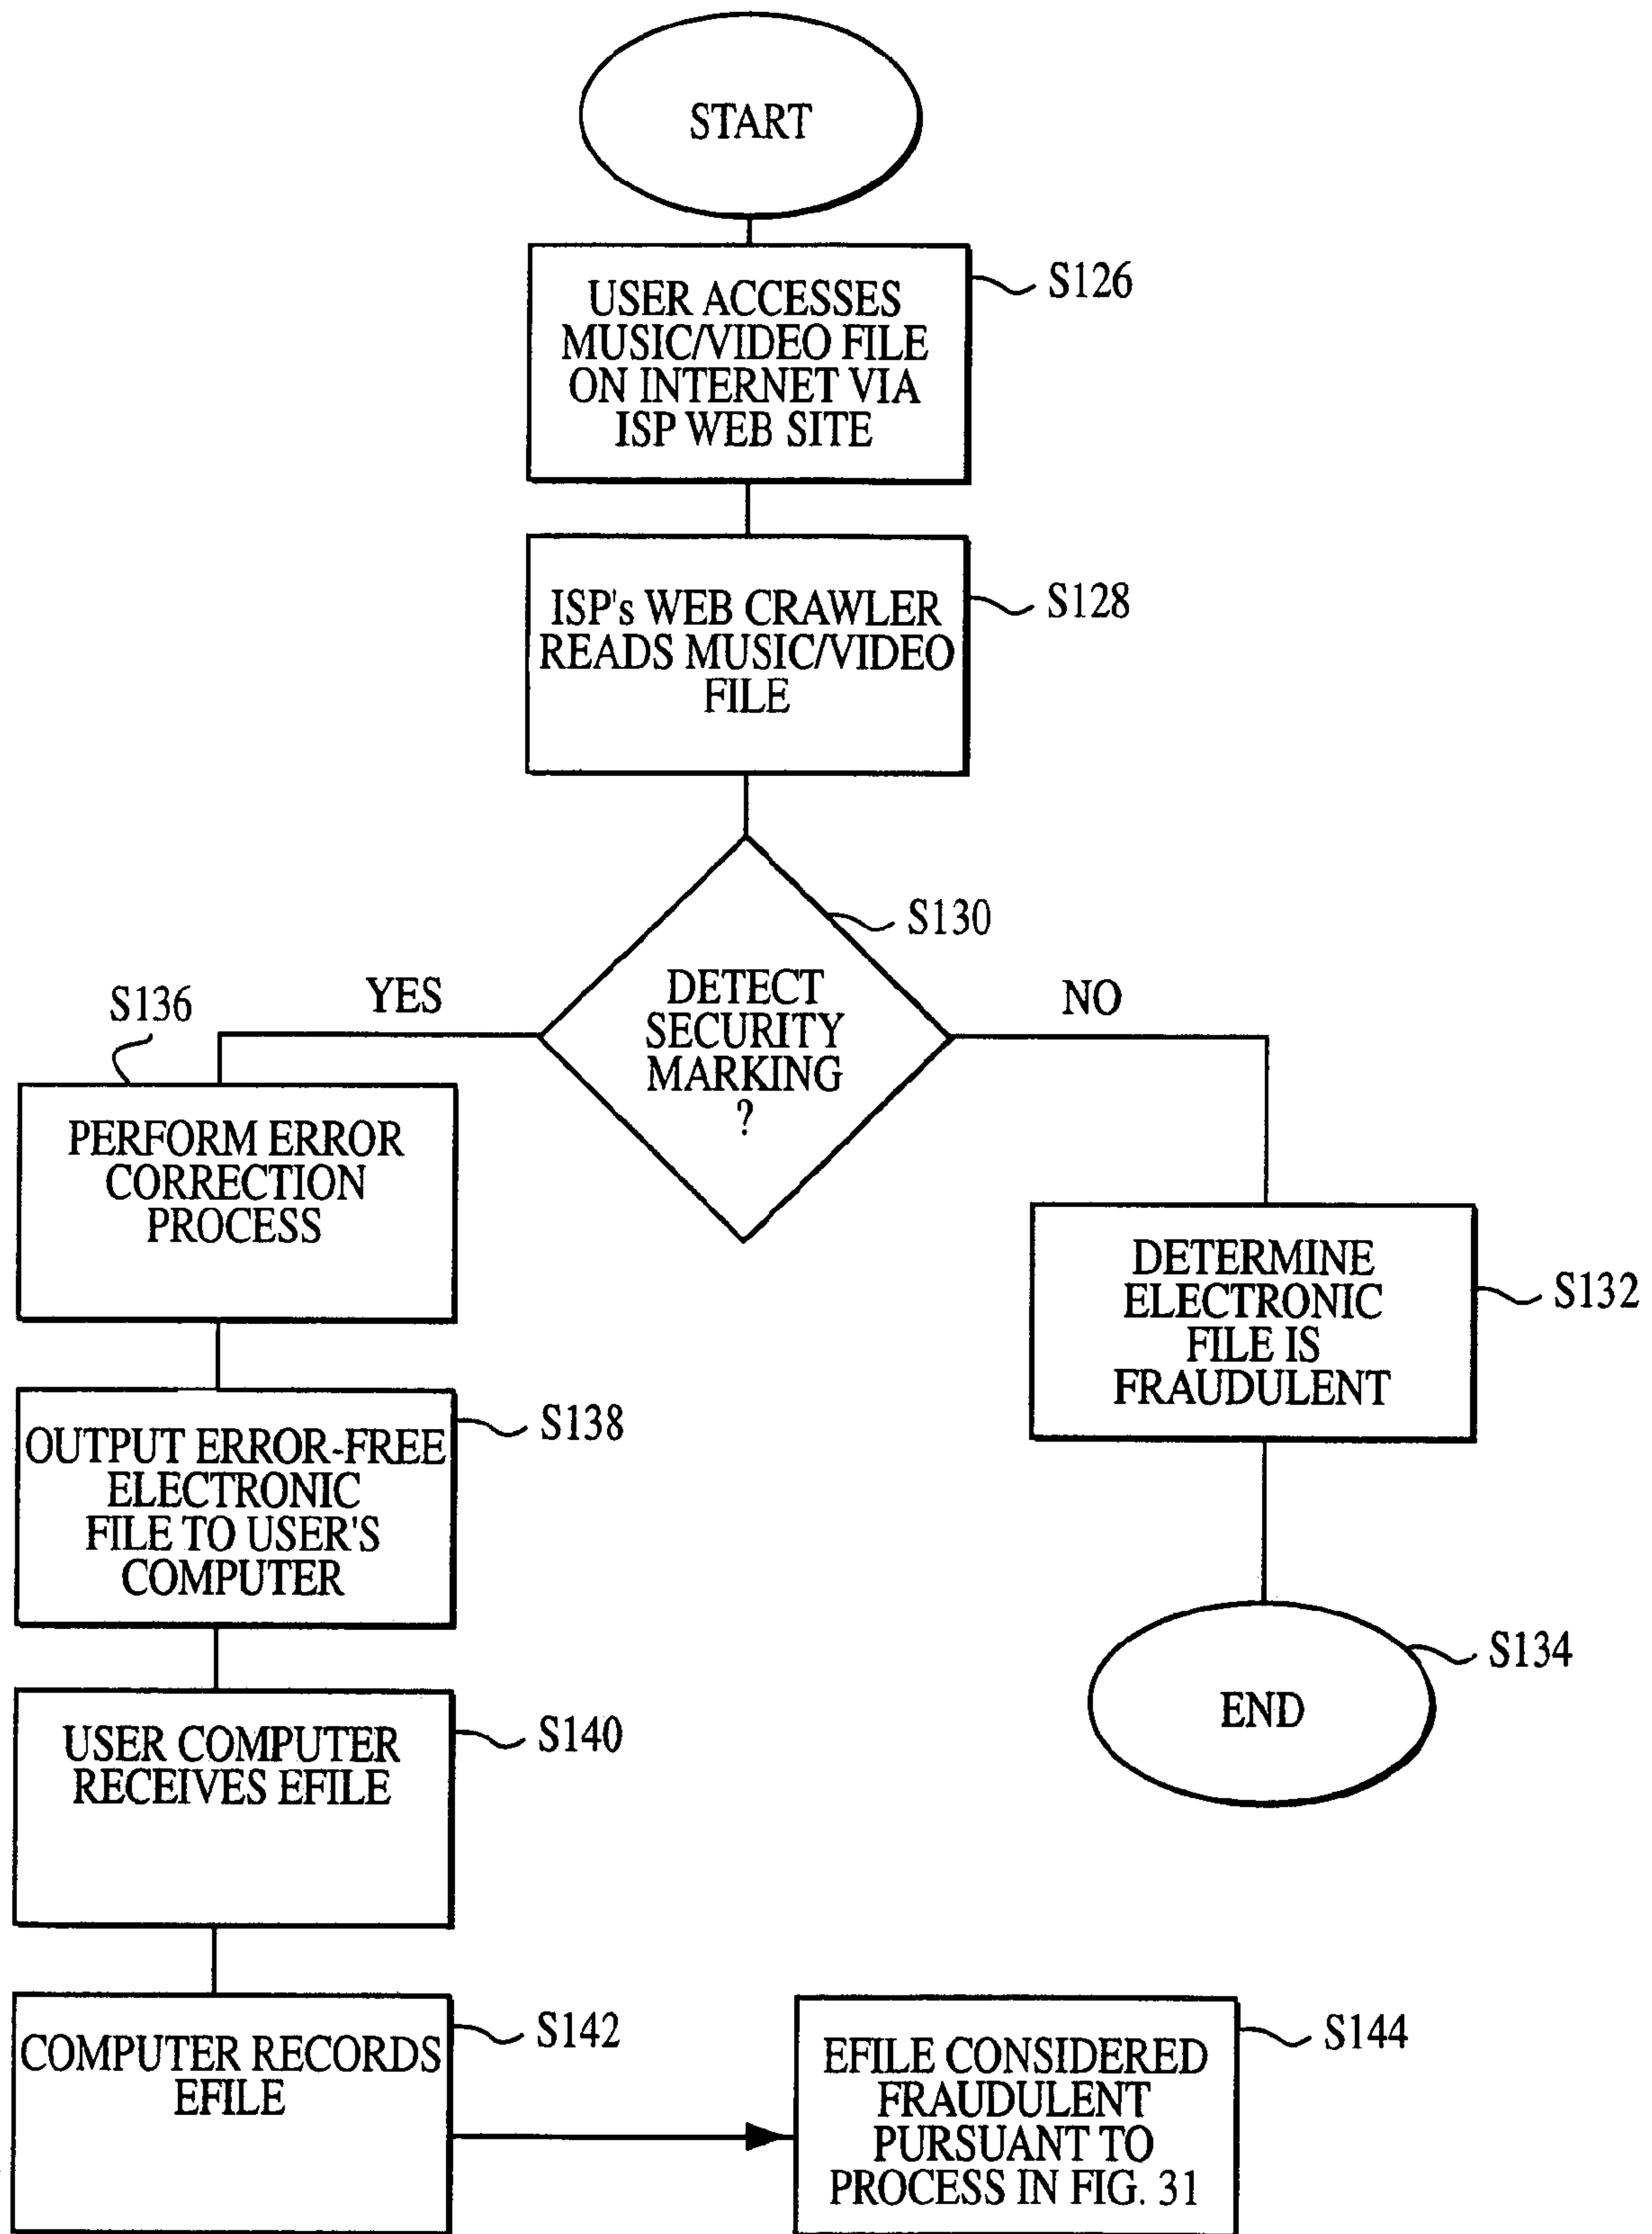 START
USER ACCESSES
MUSIC/VIDEO FILE
ON INTERNET VIA
ISP WEB SITE
S126
ISP's WEB CRAWLER
READS MUSIC/VIDEO
FILE
S128
DETECT
SECURITY
MARKING
?
S130
YES
NO
S136
PERFORM ERROR
CORRECTION
PROCESS
DETERMINE
ELECTRONIC
FILE IS
FRAUDULENT
S132
OUTPUT ERROR-FREE
ELECTRONIC
FILE TO USER'S
COMPUTER
S138
END
S134
USER COMPUTER
RECEIVES EFILE
S140
COMPUTER RECORDS
EFILE
S142
EFILE CONSIDERED
FRAUDULENT
PURSUANT TO
PROCESS IN FIG. 31
S144